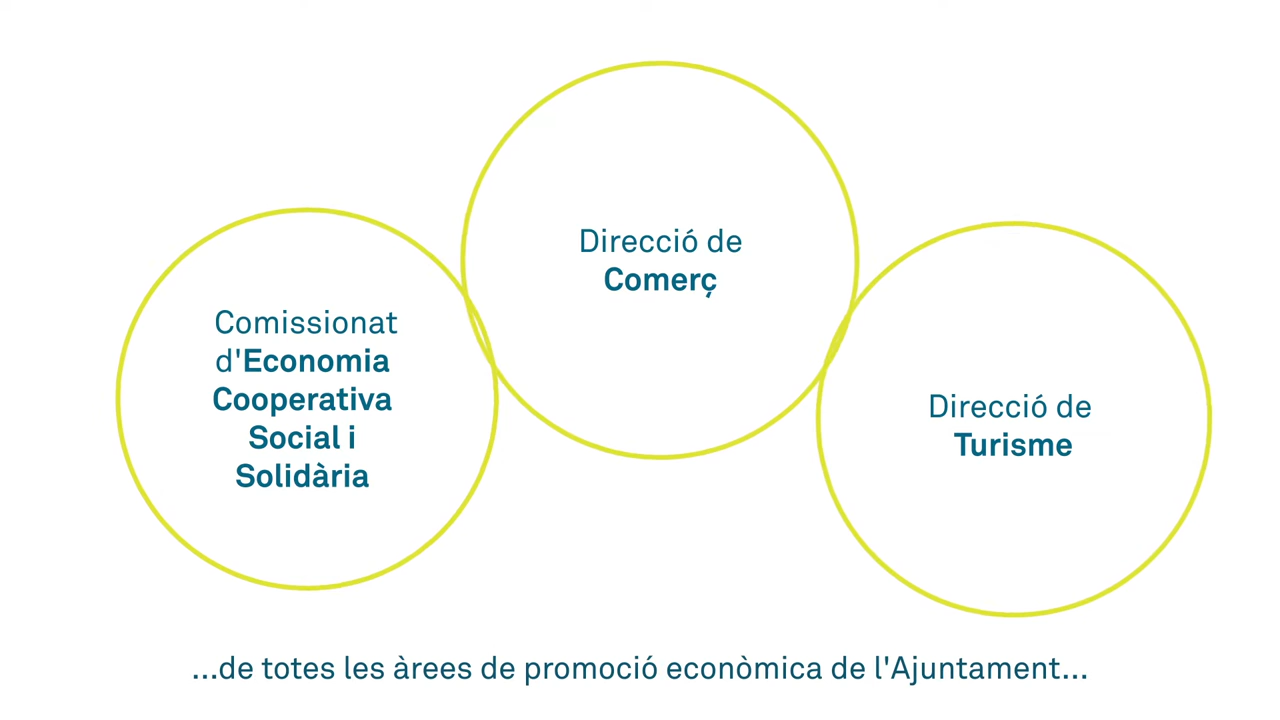 Comissionat
d'Economia
Cooperativa
Social i
Solidària
Direcció de
Comerç
Direcció de
Turisme
...de totes les àrees de promoció econòmica de l'Ajuntament...